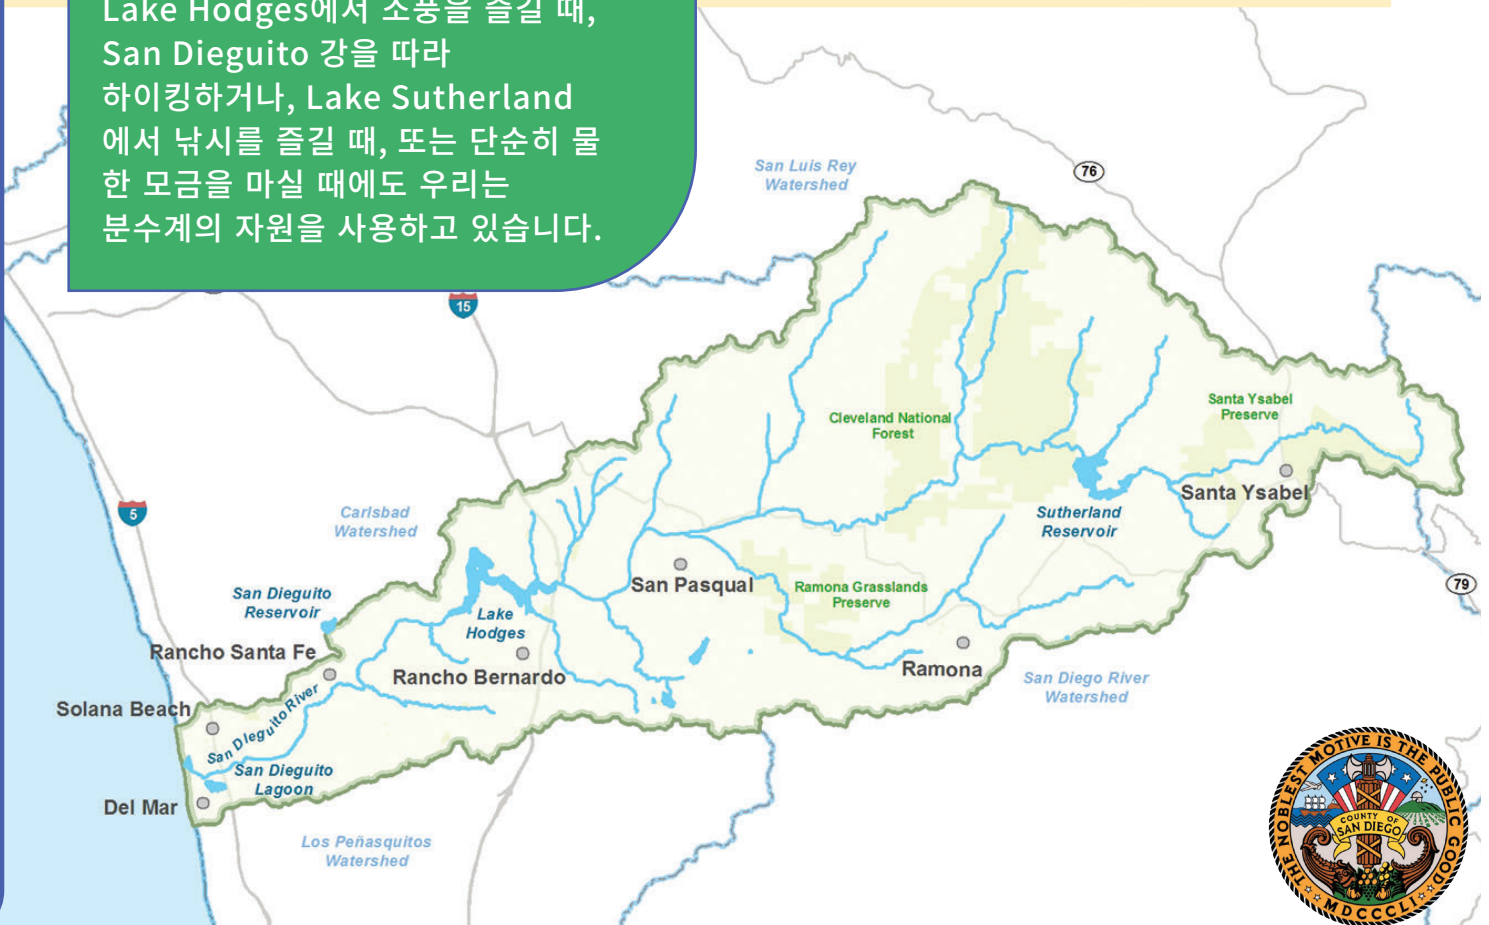 Lake Hodges에서 소풍을 즐길 때,
San Dieguito 강을 따라
하이킹하거나, Lake Sutherland
에서 낚시를 즐길 때, 또는 단순히 물
한 모금을 마실 때에도 우리는
분수계의 자원을 사용하고 있습니다.
San Luis Rey
Watershed
76
15
Cleveland National
Forest
Santa Ysabel
Preserve
Santa Ysabel
5
Carlsbad
Watershed
Sutherland
Reservoir
San Pasqual
Ramona Grasslands
Preserve
79
San Dieguito
Reservoir
Lake
Hodges
Rancho Santa Fe
Rancho Bernardo
Ramona
San Diego River
Watershed
Solana Beach
San Dieguito River
San Dieguito
Lagoon
Del Mar
Los Peñasquitos
Watershed
THE NOBLEST MOTIVE IS THE PUBLIC GOOD
COUNTY OF
SAN DIEGO
MDCCCLI